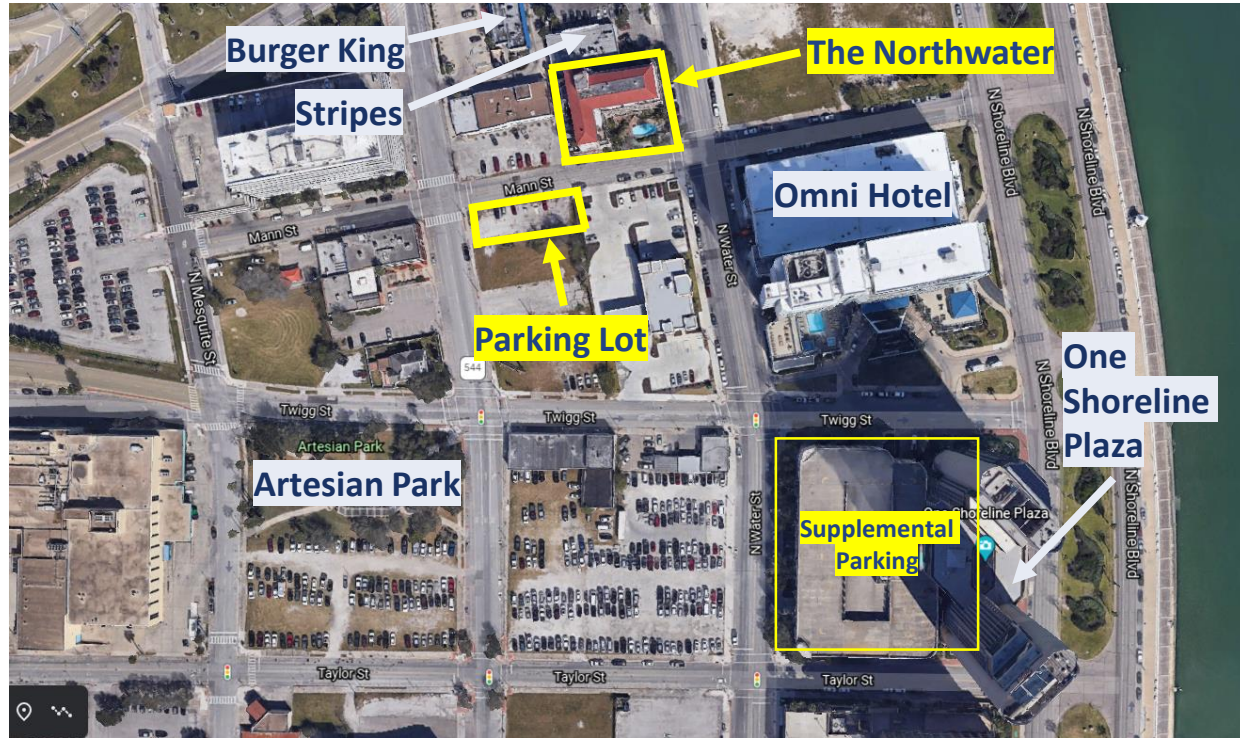 Burger King
The Northwater
Stripes
N Shoreline Blvd
N Shoreline Blvd
Mann St
Omni Hotel
Mann St
N Water St
N Mesquite St
Parking Lot
544
One
Shoreline
Plaza
N Shoreline Blvd
Twigg St
Twigg St
Twigg St
Artesian Park
Artesian Park
N Shoreline Blvd
One Shoreline Plaza
N Water St
Supplemental
Parking
Taylor St
Taylor St
Taylor St